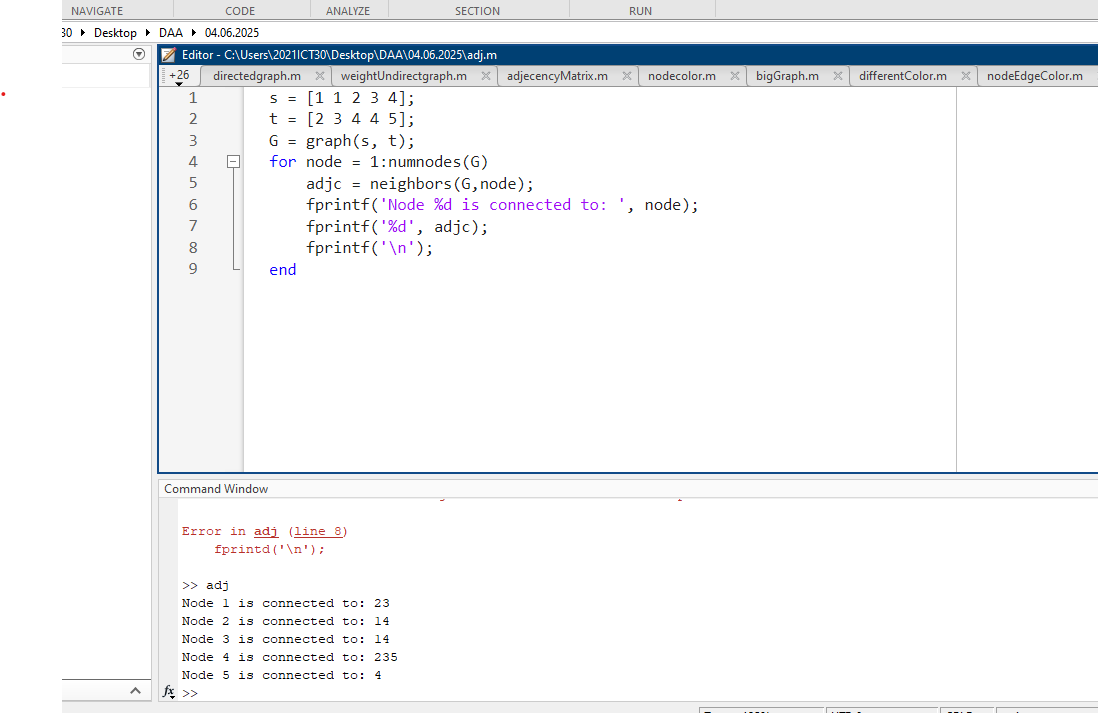 NAVIGATE CODE ANALYZE SECTION RUN
30 Desktop DAA 04.06.2025
Editor - C:\Users\2021ICT30\Desktop\DAA\04.06.2025\adj.m
+26 directedgraph.m weightUndirectgraph.m adjecencyMatrix.m nodecolor.m bigGraph.m differentColor.m nodeEdgeColor.m
1 s = [1 1 2 3 4];
2 t = [2 3 4 4 5];
3 G = graph(s, t);
4 for node = 1:numnodes(G)
5 adjc = neighbors(G,node);
6 fprintf('Node %d is connected to: ', node);
7 fprintf('%d', adjc);
8 fprintf('\n');
9 end
Command Window
Error in adj (line 8)
fprintd('\n');
>> adj
Node 1 is connected to: 23
Node 2 is connected to: 14
Node 3 is connected to: 14
Node 4 is connected to: 235
Node 5 is connected to: 4
fx >>